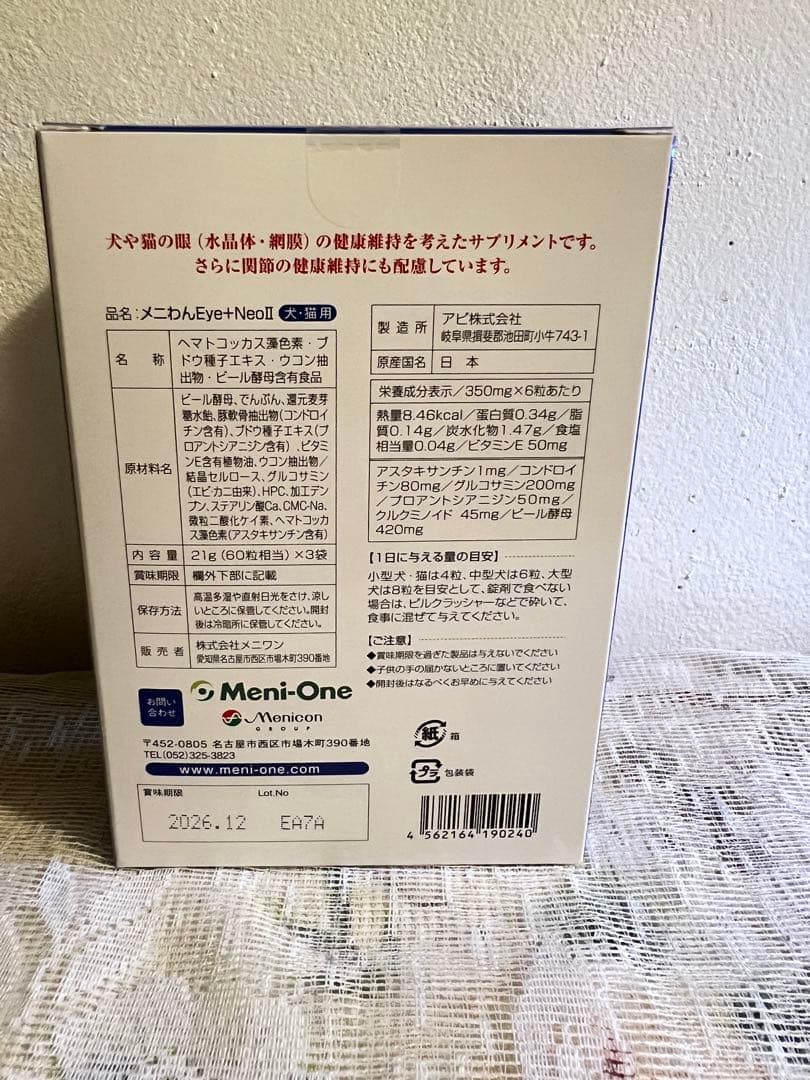 犬や猫の眼（水晶体・網膜）の健康維持を考えたサプリメントです。
さらに関節の健康維持にも配慮しています。
品名：メニわんEye+NeoⅡ 犬・猫用
名称
ヘマトコッカス藻色素・ブ
ドウ種子エキス・ウコン抽
出物・ビール酵母含有食品
原材料名
ビール酵母、でんぷん、還元麦芽
糖水飴、豚軟骨抽出物（コンドロイ
チン含有）、ブドウ種子エキス（プ
ロアントシアニジン含有）、ビタミ
ンE含有植物油、ウコン抽出物／
結晶セルロース、グルコサミン
（エビ・カニ由来）、HPC、加工デン
プン、ステアリン酸Ca、CMC-Na、
微粒二酸化ケイ素、ヘマトコッカ
ス藻色素（アスタキサンチン含有）
内容量 21g（60粒相当）×3袋
賞味期限 欄外下部に記載
保存方法
高温多湿や直射日光をさけ、涼し
いところに保管してください。開封
後は冷暗所に保管してください。
販売者
株式会社メニワン
愛知県名古屋市西区市場木町390番地
お問い
合わせ
Meni-One
Menicon
GROUP
〒452-0805 名古屋市西区市場木町390番地
TEL(052)325-3823
www.meni-one.com
賞味期限 Lot.No
2026.12 EA7A
製造所
アピ株式会社
岐阜県揖斐郡池田町小牛743-1
原産国名 日本
栄養成分表示／350mg×6粒あたり
熱量8.46kcal／蛋白質0.34g／脂
質0.14g／炭水化物1.47g／食塩
相当量0.04g／ビタミンE 50mg
アスタキサンチン1mg／コンドロイ
チン80mg／グルコサミン200mg
／プロアントシアニジン50mg／
クルクミノイド 45mg／ビール酵母
420mg
【1日に与える量の目安】
小型犬・猫は4粒、中型犬は6粒、大型
犬は8粒を目安として、錠剤で食べない
場合は、ピルクラッシャーなどで砕いて、
食事に混ぜて与えてください。
【ご注意】
◆賞味期限を過ぎた製品は与えないでください
◆子供の手の届かないところに置いてください
◆開封後はなるべくお早めに与えてください
紙 箱
プラ 包装袋
4 562164 190240